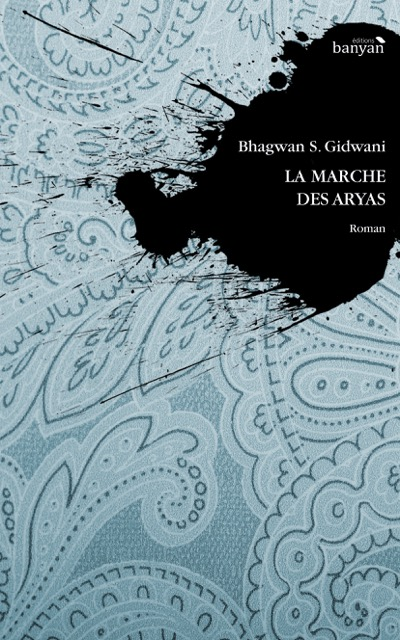 éditions
banyan
Bhagwan S. Gidwani
LA MARCHE
DES ARYAS
Roman